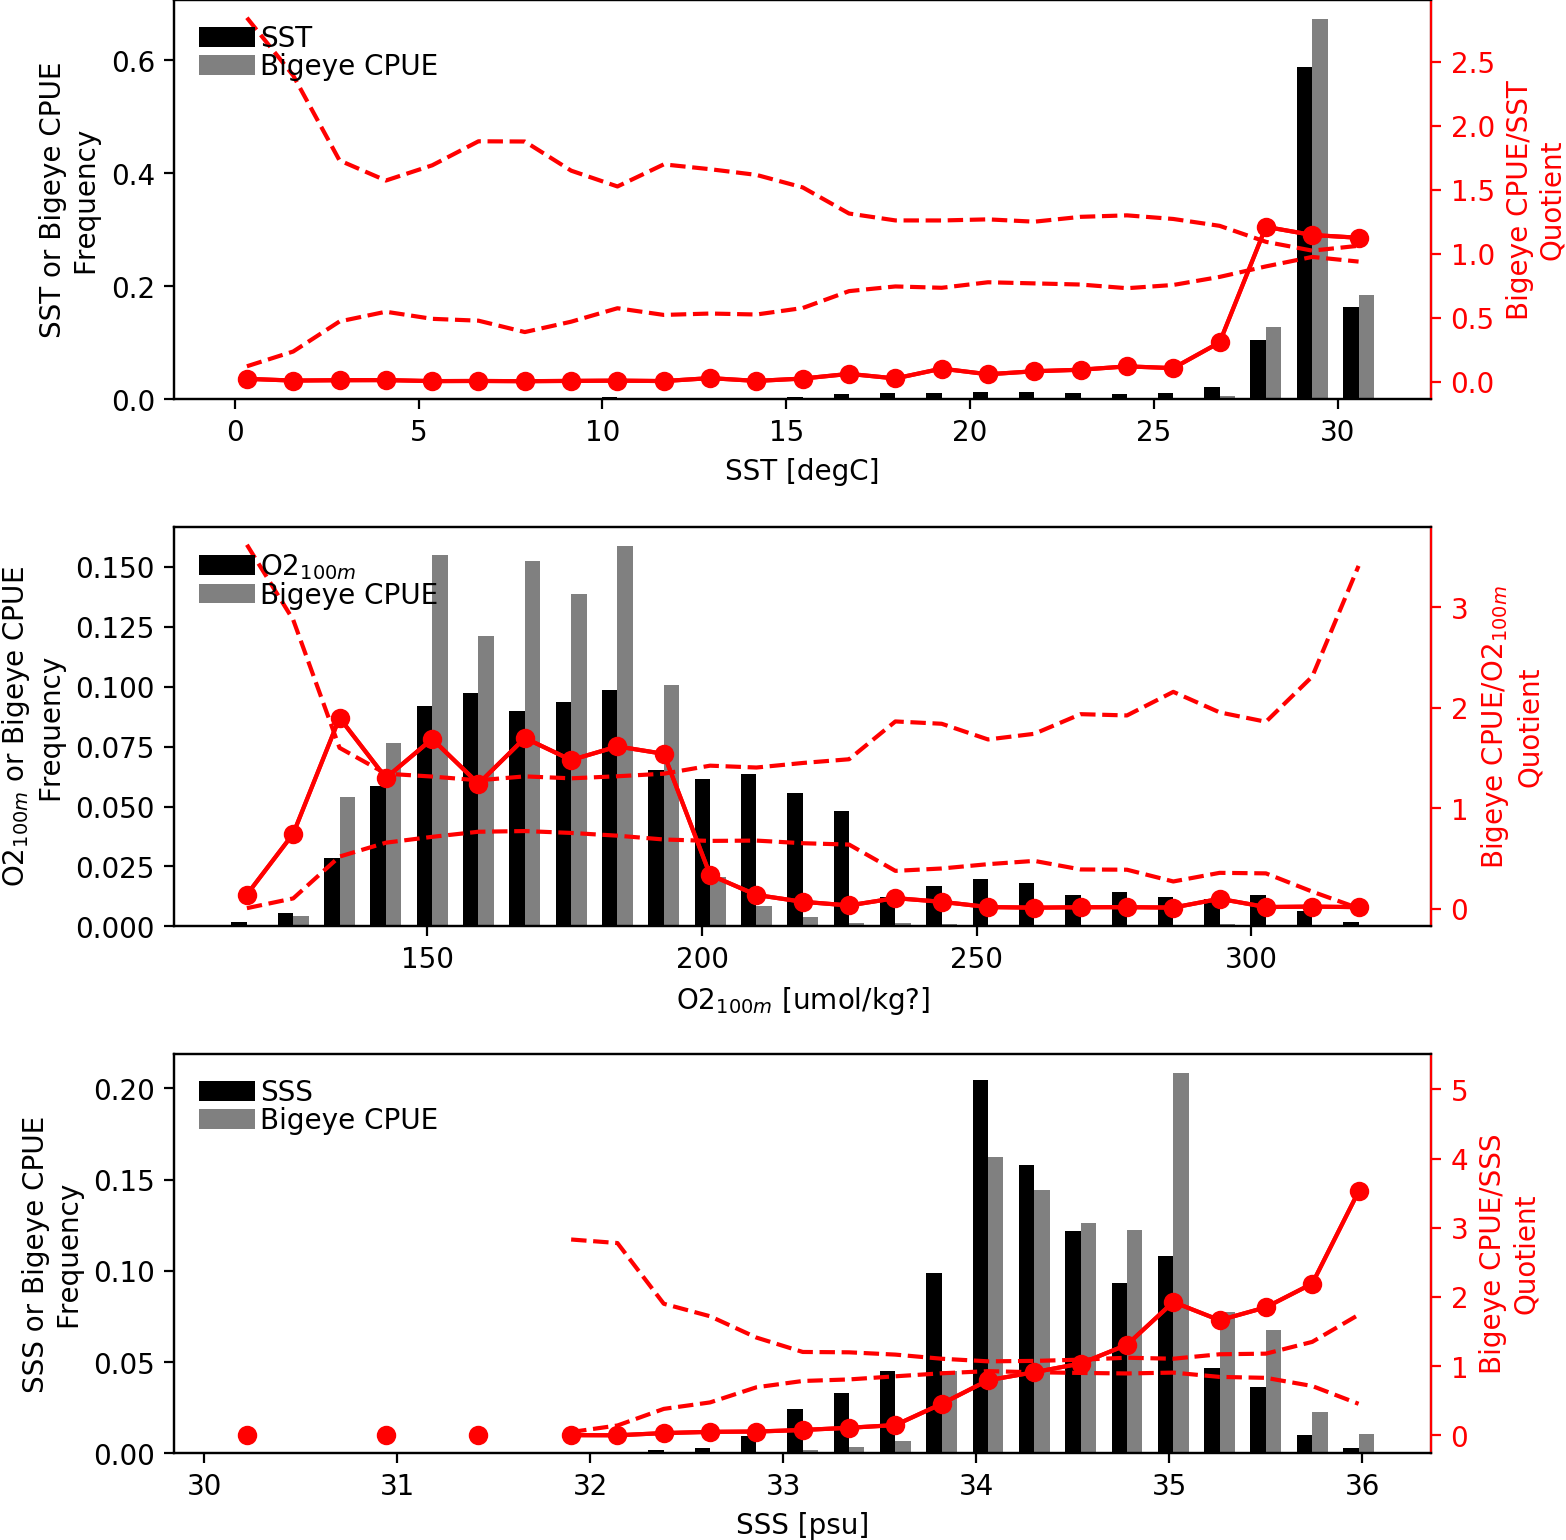 SST
Bigeye CPUE
0.6
0.4
0.2
0.0
SST or Bigeye CPUE
Frequency
2.5
2.0
1.5
1.0
0.5
0.0
Bigeye CPUE/SST
Quotient
0 5 10 15 20 25 30
SST [degC]
O2100m
Bigeye CPUE
0.150
0.125
0.100
0.075
0.050
0.025
0.000
O2100m or Bigeye CPUE
Frequency
3
2
1
0
Bigeye CPUE/O2100m
Quotient
150 200 250 300
O2100m [umol/kg?]
SSS
Bigeye CPUE
0.20
0.15
0.10
0.05
0.00
SSS or Bigeye CPUE
Frequency
5
4
3
2
1
0
Bigeye CPUE/SSS
Quotient
30 31 32 33 34 35 36
SSS [psu]